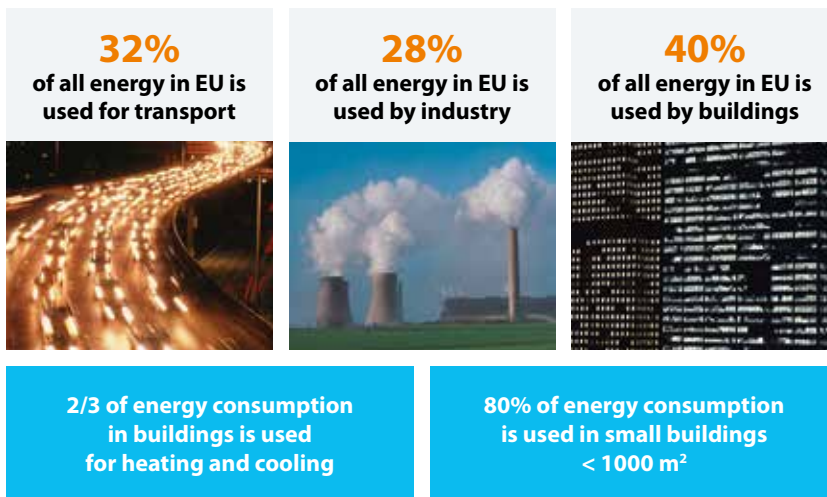 32%
of all energy in EU is
used for transport
28%
of all energy in EU is
used by industry
40%
of all energy in EU is
used by buildings
2/3 of energy consumption
in buildings is used
for heating and cooling
80% of energy consumption
is used in small buildings
< 1000 m²